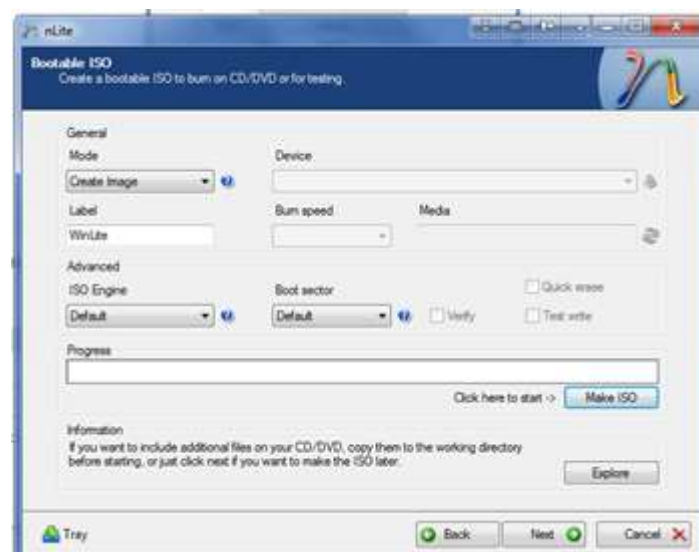 nLite
Bootable ISO
Create a bootable ISO to burn on CD/DVD or for testing.
General
Mode
Device
Create Image
Label
Burn speed
Media
WinLite
Advanced
ISO Engine
Boot sector
Quick erase
Default
Default
Verify
Test write
Progress
Click here to start ->
Make ISO
Information
If you want to include additional files on your CD/DVD, copy them to the working directory
before starting, or just click next if you want to make the ISO later.
Explore
Tray
Back
Next
Cancel